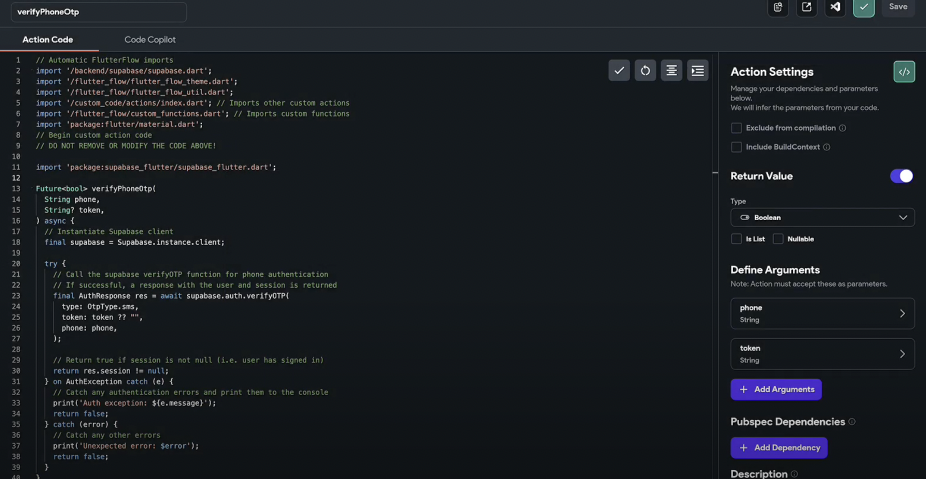 verifyPhoneOtp
Save
Action Code
Code Copilot
1 // Automatic FlutterFlow imports
2 import '/backend/supabase/supabase.dart';
3 import '/flutter_flow/flutter_flow_theme.dart';
4 import '/flutter_flow/flutter_flow_util.dart';
5 import '/custom_code/actions/index.dart'; // Imports other custom actions
6 import '/flutter_flow/custom_functions.dart'; // Imports custom functions
7 import 'package:flutter/material.dart';
8 // Begin custom action code
9 // DO NOT REMOVE OR MODIFY THE CODE ABOVE!
10
11 import 'package:supabase_flutter/supabase_flutter.dart';
12
13 Future<bool> verifyPhoneOtp(
14   String phone,
15   String? token,
16 ) async {
17   // Instantiate Supabase client
18   final supabase = Supabase.instance.client;
19
20   try {
21     // Call the supabase verifyOTP function for phone authentication
22     // If successful, a response with the user and session is returned
23     final AuthResponse res = await supabase.auth.verifyOTP(
24       type: OtpType.sms,
25       token: token ?? "",
26       phone: phone,
27     );
28
29     // Return true if session is not null (i.e. user has signed in)
30     return res.session != null;
31   } on AuthException catch (e) {
32     // Catch any authentication errors and print them to the console
33     print('Auth exception: ${e.message}');
34     return false;
35   } catch (error) {
36     // Catch any other errors
37     print('Unexpected error: $error');
38     return false;
39   }
40 }
Action Settings
Manage your dependencies and parameters
below.
We will infer the parameters from your code.
Exclude from compilation
Include BuildContext
Return Value
Type
Boolean
Is List
Nullable
Define Arguments
Note: Action must accept these as parameters.
phone
String
token
String
+ Add Arguments
Pubspec Dependencies
+ Add Dependency
Description